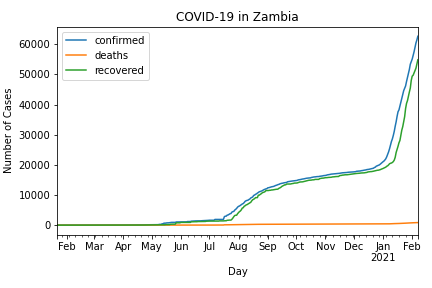 COVID-19 in Zambia
confirmed
deaths
recovered
Number of Cases
60000
50000
40000
30000
20000
10000
0
Feb Mar Apr May Jun Jul Aug Sep Oct Nov Dec Jan Feb
2021
Day